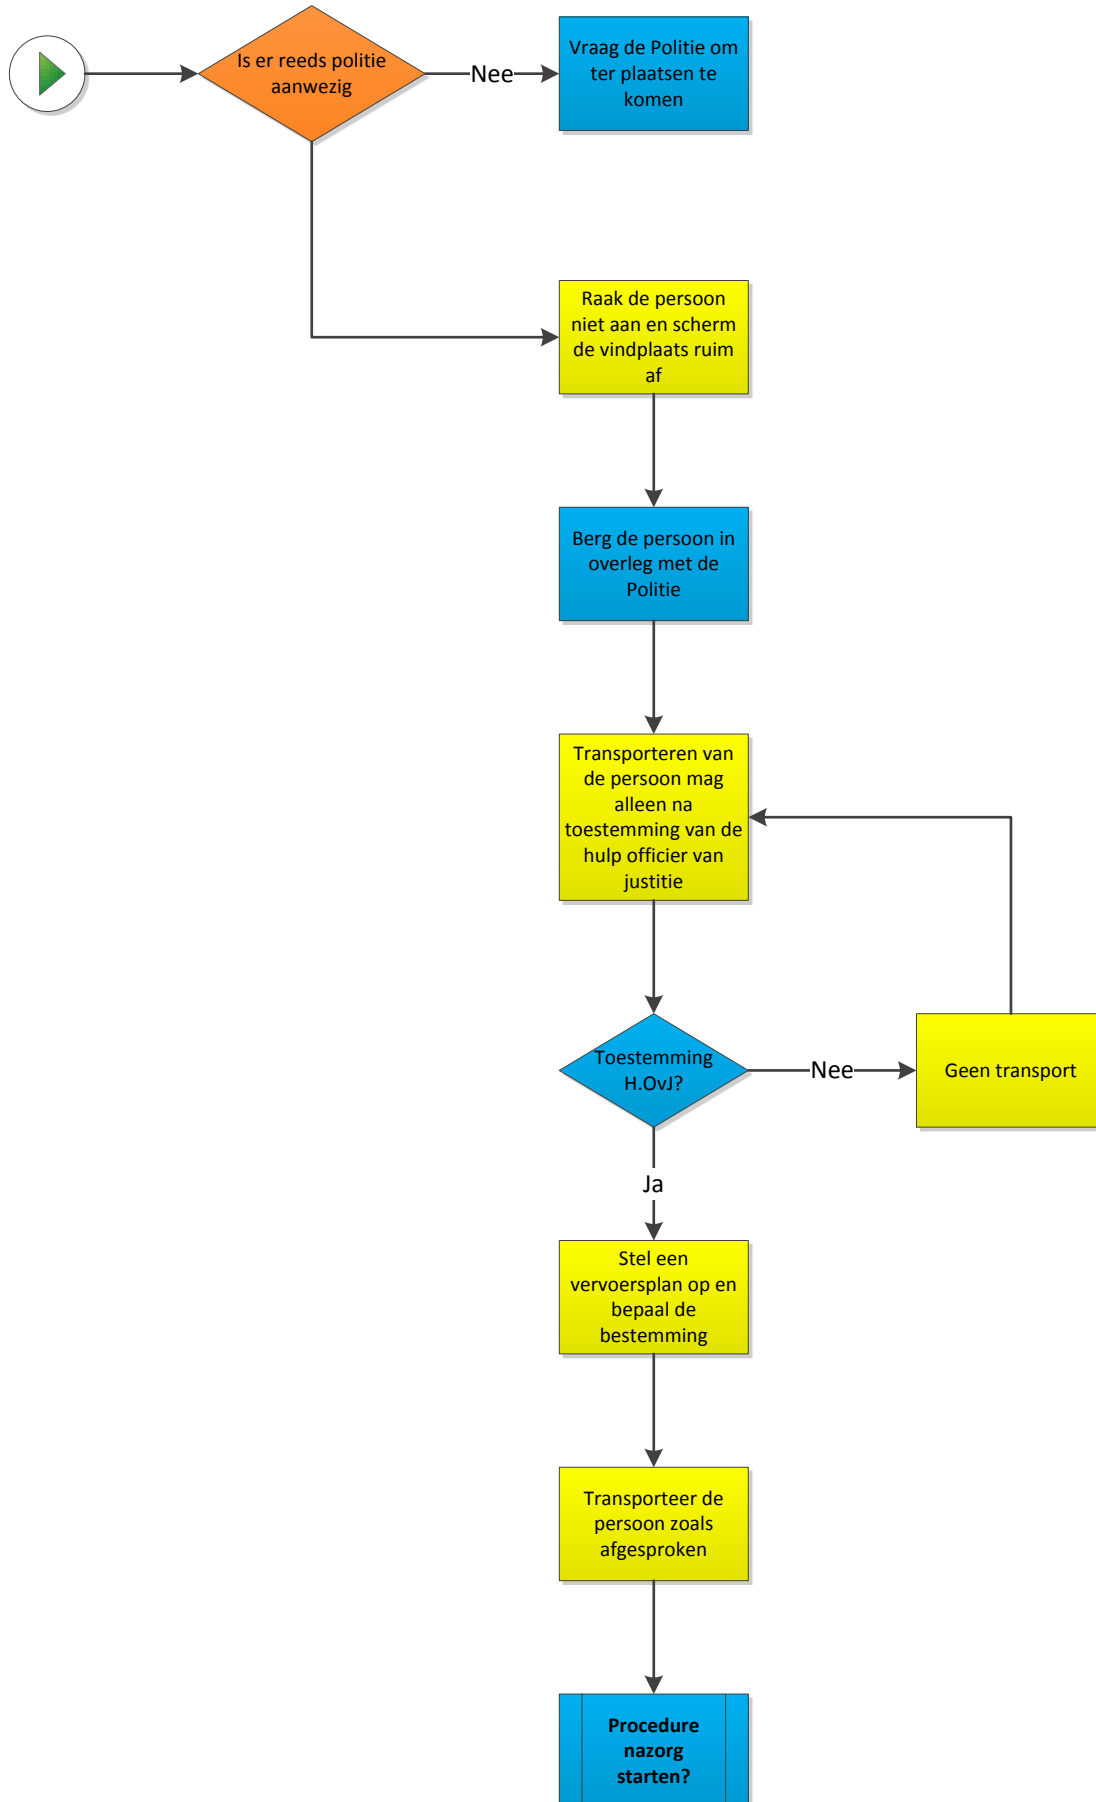 Is er reeds politie
aanwezig
Nee
Vraag de Politie om
ter plaatsen te
komen
Raak de persoon
niet aan en scherm
de vindplaats ruim
af
Berg de persoon in
overleg met de
Politie
Transporteren van
de persoon mag
alleen na
toestemming van de
hulp officier van
justitie
Toestemming
H.OvJ?
Nee
Geen transport
Ja
Stel een
vervoersplan op en
bepaal de
bestemming
Transporteer de
persoon zoals
afgesproken
Procedure
nazorg
starten?